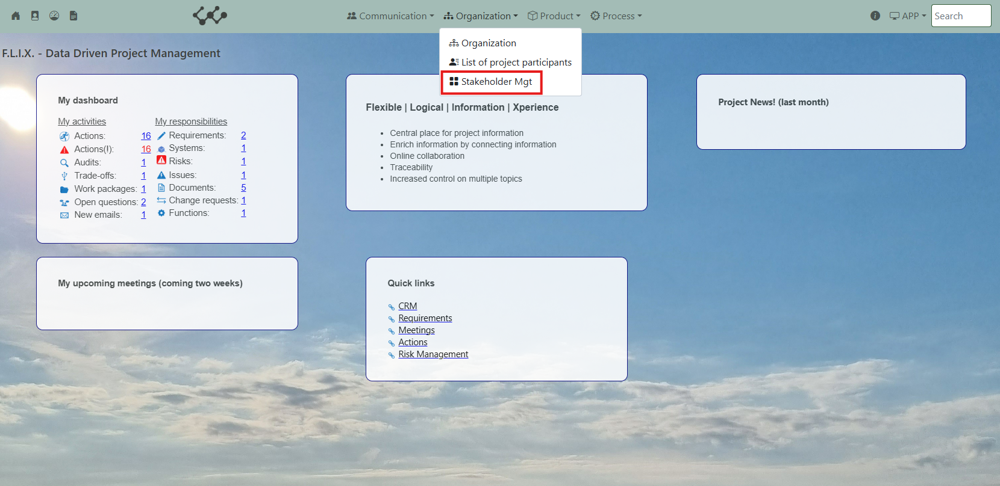 Communication Organization Product Process APP Search
Organization
List of project participants
Stakeholder Mgt
F.L.I.X. - Data Driven Project Management
My dashboard
My activities
Actions: 16
Actions(!): 16
Audits: 1
Trade-offs: 1
Work packages: 1
Open questions: 2
New emails: 1
My responsibilities
Requirements: 2
Systems: 1
Risks: 1
Issues: 1
Documents: 5
Change requests: 1
Functions: 1
Flexible | Logical | Information | Xperience
Central place for project information
Enrich information by connecting information
Online collaboration
Traceability
Increased control on multiple topics
Project News! (last month)
My upcoming meetings (coming two weeks)
Quick links
CRM
Requirements
Meetings
Actions
Risk Management